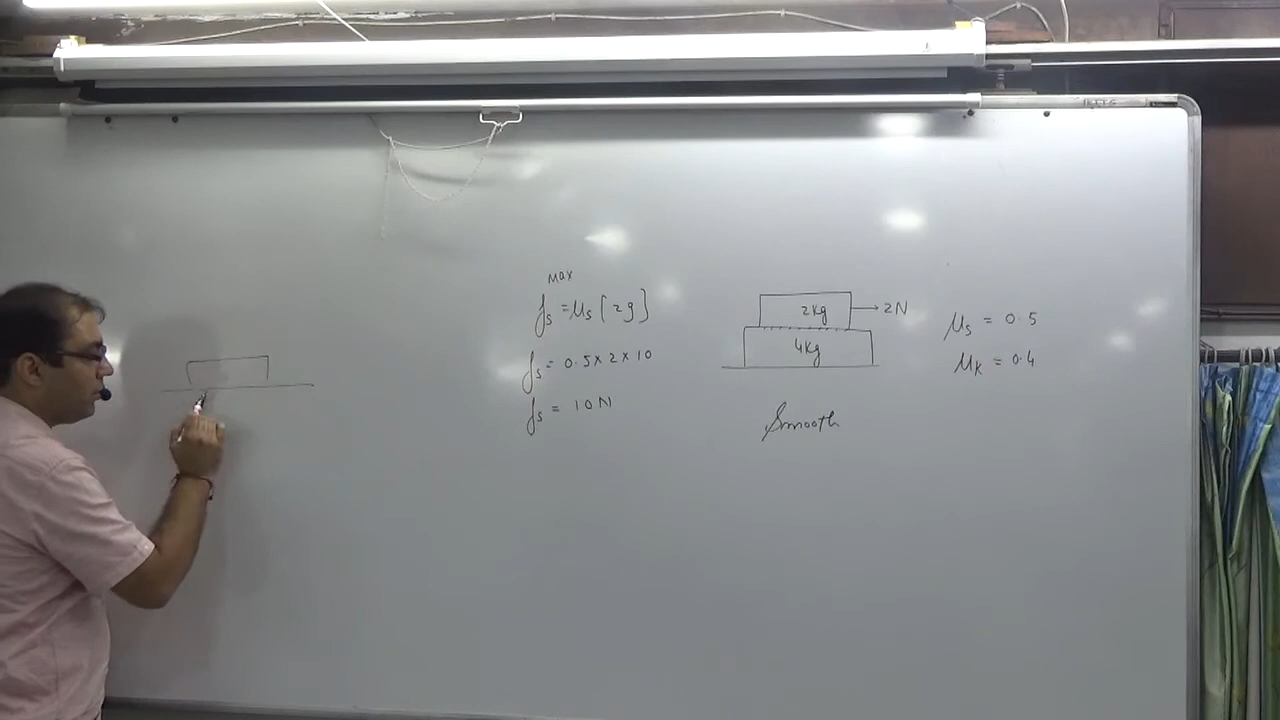 max
fs = μs [2g]
fs = 0.5 × 2 × 10
fs = 10N
2kg
2N
4kg
Smooth
μs = 0.5
μk = 0.4